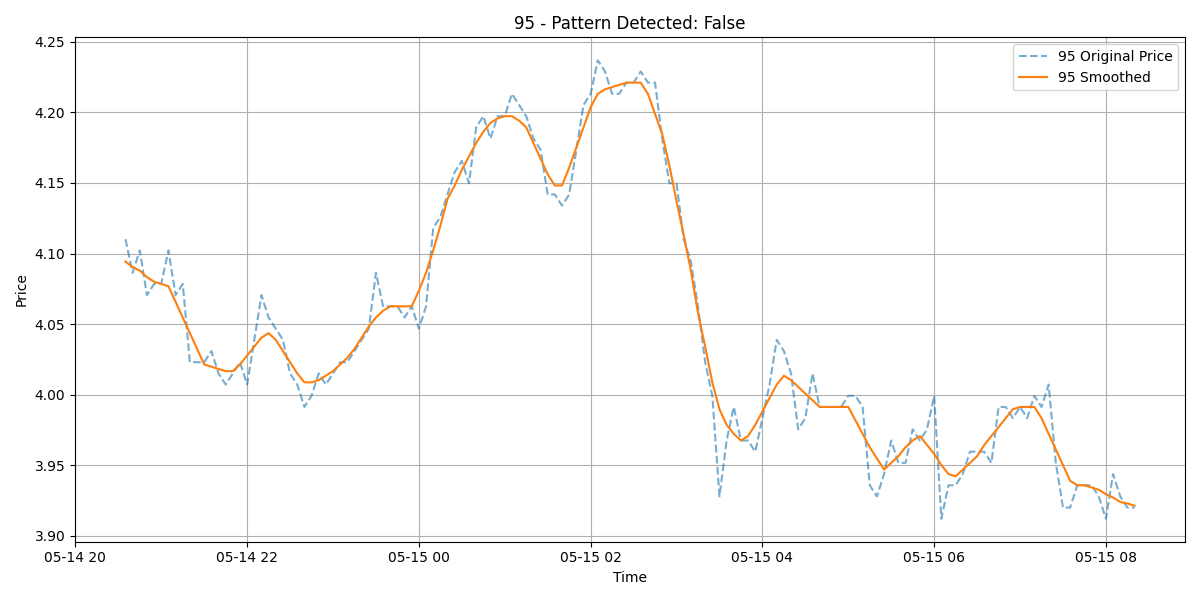 95 - Pattern Detected: False
95 Original Price
95 Smoothed
Price
4.25
4.20
4.15
4.10
4.05
4.00
3.95
3.90
05-14 20 05-14 22 05-15 00 05-15 02 05-15 04 05-15 06 05-15 08
Time